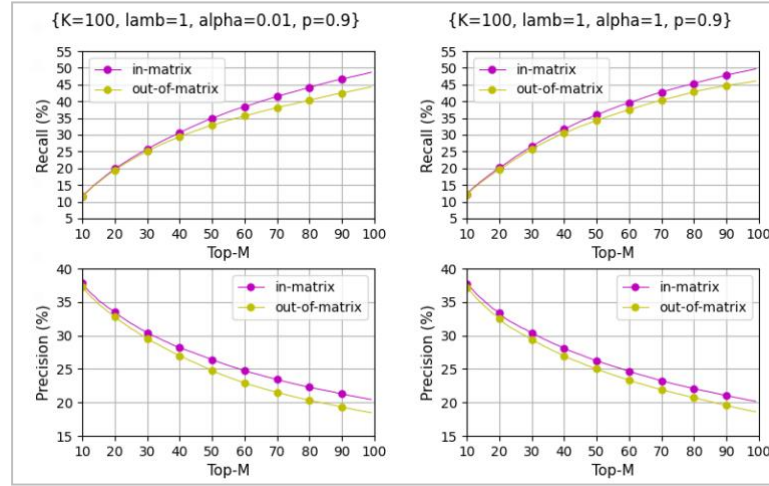 {K=100, lamb=1, alpha=0.01, p=0.9}
55
50
45
40
35
30
25
20
15
10
5
Recall (%)
in-matrix
out-of-matrix
10 20 30 40 50 60 70 80 90 100
Top-M
{K=100, lamb=1, alpha=1, p=0.9}
55
50
45
40
35
30
25
20
15
10
5
Recall (%)
in-matrix
out-of-matrix
10 20 30 40 50 60 70 80 90 100
Top-M
40
35
30
25
20
15
Precision (%)
in-matrix
out-of-matrix
10 20 30 40 50 60 70 80 90 100
Top-M
40
35
30
25
20
15
Precision (%)
in-matrix
out-of-matrix
10 20 30 40 50 60 70 80 90 100
Top-M